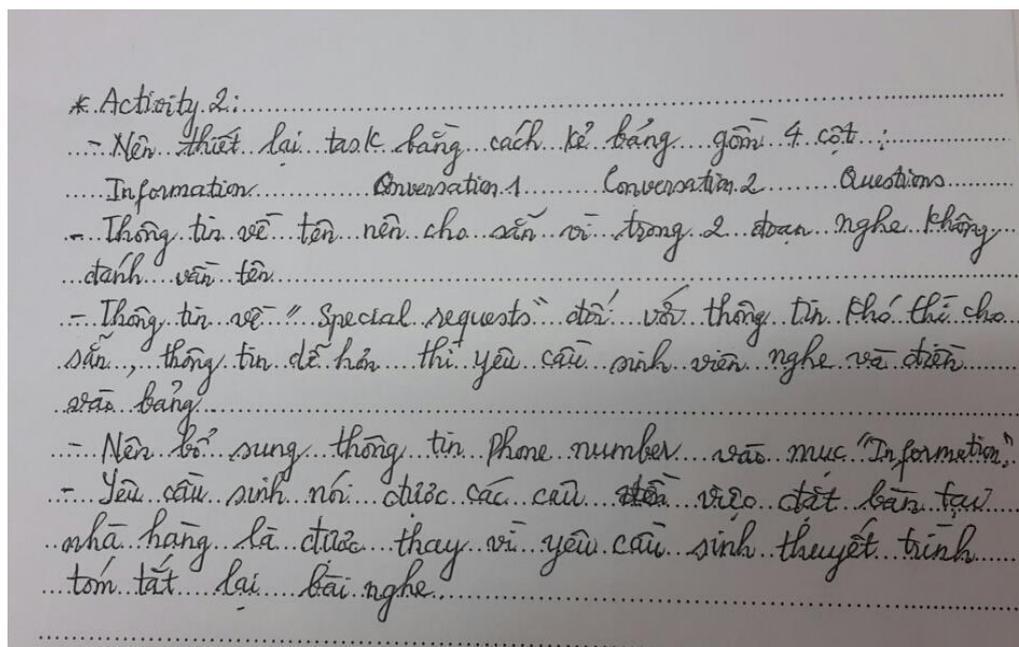 * Activity 2:
- Nên thiết lại task bằng cách kẻ bảng gồm 4 cột :
Information Conversation 1 Conversation 2 Questions
- Thông tin về tên nên cho sẵn vì trong 2 đoạn nghe không
đánh vần tên
- Thông tin về "Special requests" đối với thông tin khó thì cho
sẵn, thông tin dễ hơn thì yêu cầu sinh viên nghe và điền
vào bảng
- Nên bổ sung thông tin Phone number vào mục "Information"
- Yêu cầu sinh nói được các câu việc đặt bàn tại
nhà hàng là được thay vì yêu cầu sinh thuyết trình
tóm tắt lại bài nghe